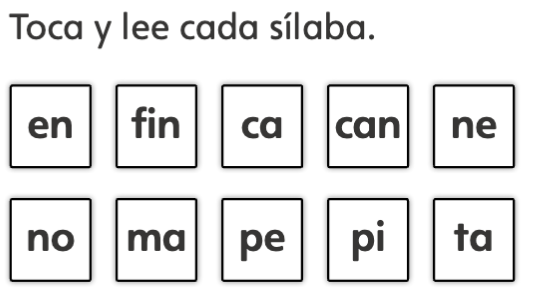 Toca y lee cada sílaba.
en fin ca can ne
no ma pe pi ta